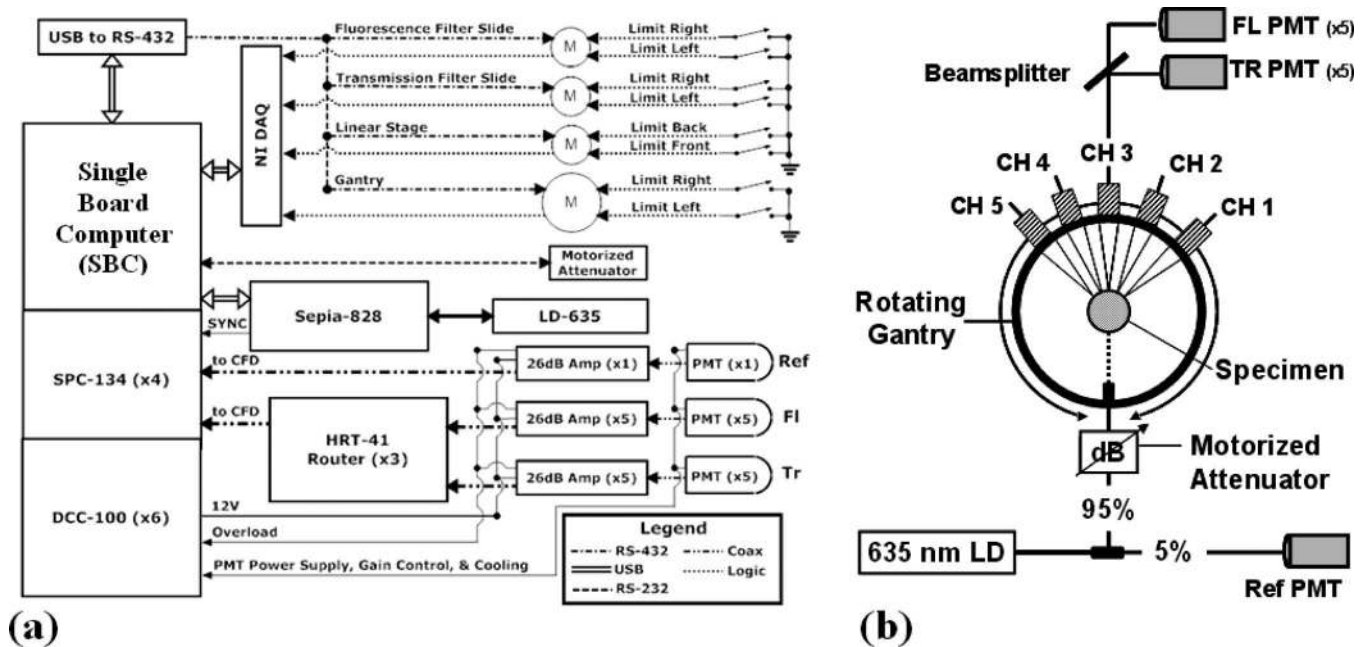 USB to RS-432
Single
Board
Computer
(SBC)
SPC-134 (x4)
DCC-100 (x6)
NI DAQ
Fluorescence Filter Slide
M
Limit Right
Limit Left
Transmission Filter Slide
M
Limit Right
Limit Left
Linear Stage
M
Limit Back
Limit Front
Gantry
M
Limit Right
Limit Left
Motorized
Attenuator
SYNC
Sepia-828
LD-635
to CFD
26dB Amp (x1)
PMT (x1)
Ref
to CFD
HRT-41
Router (x3)
26dB Amp (x5)
PMT (x5)
Fl
26dB Amp (x5)
PMT (x5)
Tr
12V
Overload
PMT Power Supply, Gain Control, & Cooling
Legend
RS-432
Coax
USB
Logic
RS-232
(a)
FL PMT (x5)
Beamsplitter
TR PMT (x5)
CH 5
CH 4
CH 3
CH 2
CH 1
Rotating
Gantry
Specimen
dB
Motorized
Attenuator
95%
635 nm LD
5%
Ref PMT
(b)